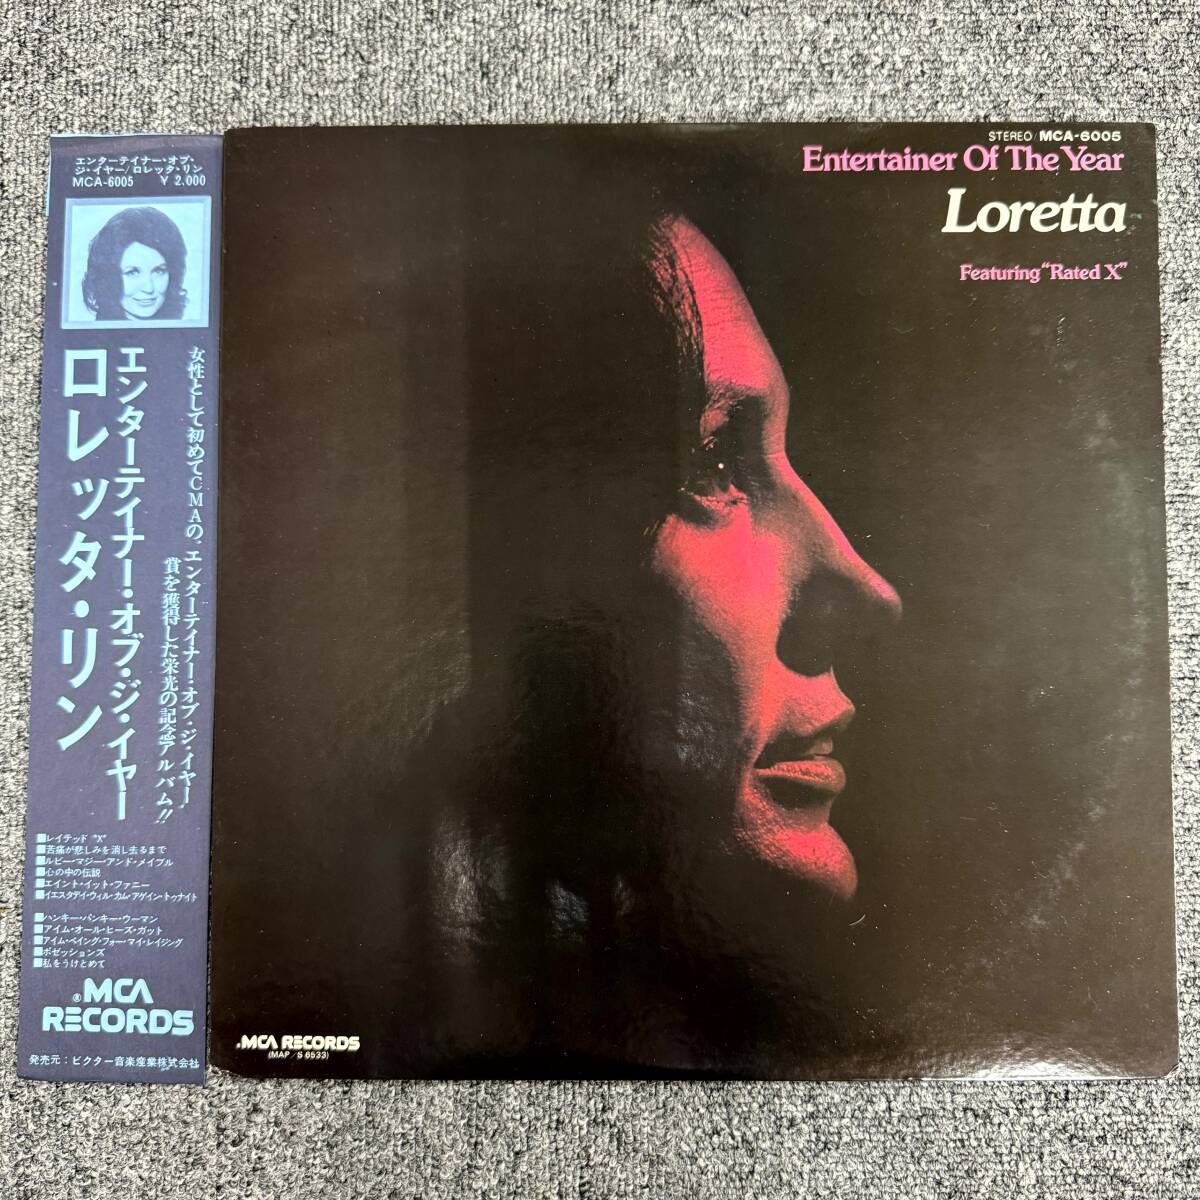 エンターテイナー・オブ・
ジ・イヤー/ロレッタ・リン
MCA-6005 ¥2,000
女性として初めてCMAの、エンターテイナー・オブ・ジ・イヤー
賞を獲得した栄光の記念アルバム!!
エンターテイナー・オブ・ジ・イヤー
ロレッタ・リン
■レイテッド "X"
■苦痛が悲しみを消し去るまで
■ルビー・マジー・アンド・メイブル
■心の中の伝説
■エイント・イット・ファニー
■イエスタデイ・ウィル・カム・アゲイン・トゥナイト
■ハンキー・パンキー・ウーマン
■アイム・オール・ヒーズ・ガット
■アイム・ペイング・フォー・マイ・レイジング
■ポゼッションズ
■私をうけとめて
®MCA
RECORDS
発売元:ビクター音楽産業株式会社
STEREO/MCA-6005
Entertainer Of The Year
Loretta
Featuring "Rated X"
MCA RECORDS
(MAP/S 6533)